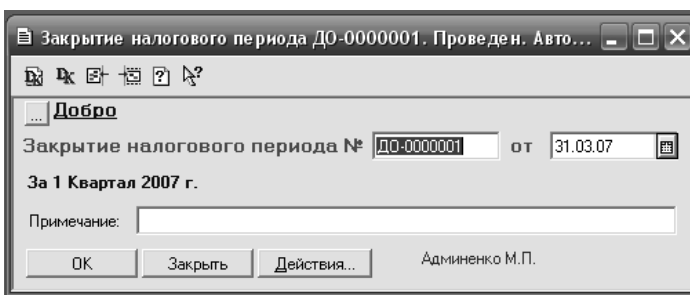 Закрытие налогового периода ДО-0000001. Проведен. Авто...
... Добро
Закрытие налогового периода № ДО-0000001 от 31.03.07
За 1 Квартал 2007 г.
Примечание:
OK Закрыть Действия... Админенко М.П.